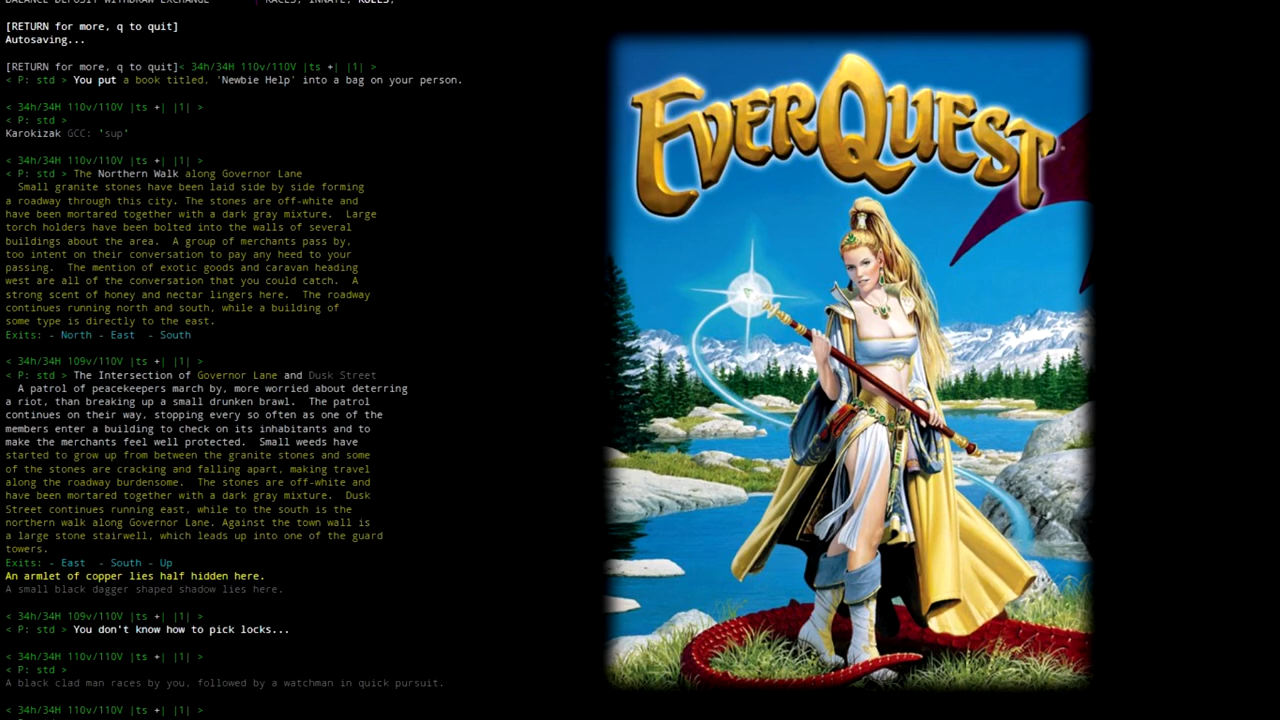 BALANCE DEPOSIT WITHDRAW EXCHANGE | RACES, INNATE, RULES,
[RETURN for more, q to quit]
Autosaving...
[RETURN for more, q to quit]< 34h/34H 110v/110V |ts +| |1| >
< P: std > You put a book titled, 'Newbie Help' into a bag on your person.
< 34h/34H 110v/110V |ts +| |1| >
< P: std >
Karokizak GCC: 'sup'
< 34h/34H 110v/110V |ts +| |1| >
< P: std > The Northern Walk along Governor Lane
Small granite stones have been laid side by side forming
a roadway through this city. The stones are off-white and
have been mortared together with a dark gray mixture. Large
torch holders have been bolted into the walls of several
buildings about the area. A group of merchants pass by,
too intent on their conversation to pay any heed to your
passing. The mention of exotic goods and caravan heading
west are all of the conversation that you could catch. A
strong scent of honey and nectar lingers here. The roadway
continues running north and south, while a building of
some type is directly to the east.
Exits: - North - East - South
< 34h/34H 109v/110V |ts +| |1| >
< P: std > The Intersection of Governor Lane and Dusk Street
A patrol of peacekeepers march by, more worried about deterring
a riot, than breaking up a small drunken brawl. The patrol
continues on their way, stopping every so often as one of the
members enter a building to check on its inhabitants and to
make the merchants feel well protected. Small weeds have
started to grow up from between the granite stones and some
of the stones are cracking and falling apart, making travel
along the roadway burdensome. The stones are off-white and
have been mortared together with a dark gray mixture. Dusk
Street continues running east, while to the south is the
northern walk along Governor Lane. Against the town wall is
a large stone stairwell, which leads up into one of the guard
towers.
Exits: - East - South - Up
An armlet of copper lies half hidden here.
A small black dagger shaped shadow lies here.
< 34h/34H 109v/110V |ts +| |1| >
< P: std > You don't know how to pick locks...
< 34h/34H 110v/110V |ts +| |1| >
< P: std >
A black clad man races by you, followed by a watchman in quick pursuit.
< 34h/34H 110v/110V |ts +| |1| >
EVERQUEST